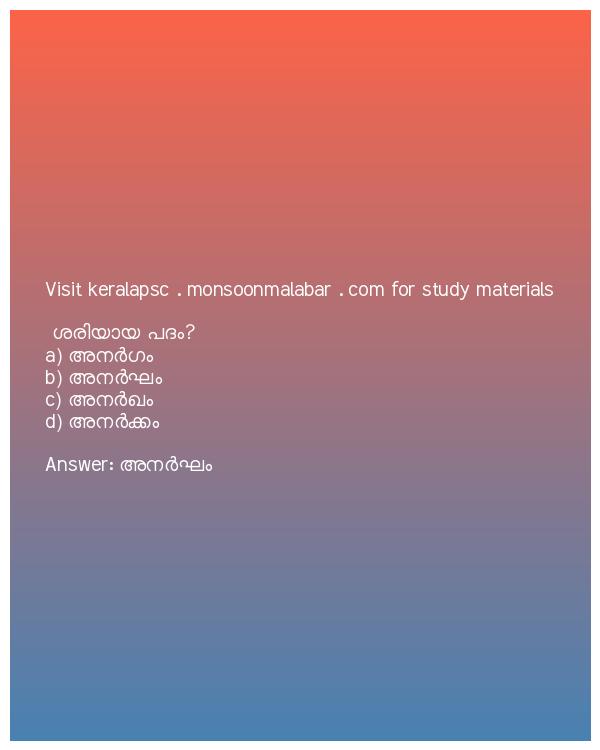 Visit keralapsc . monsoonmalabar . com for study materials
ശരിയായ പദം?
a) അനർഗം
b) അനർഘം
c) അനർഖം
d) അനർക്കം
Answer: അനർഘം